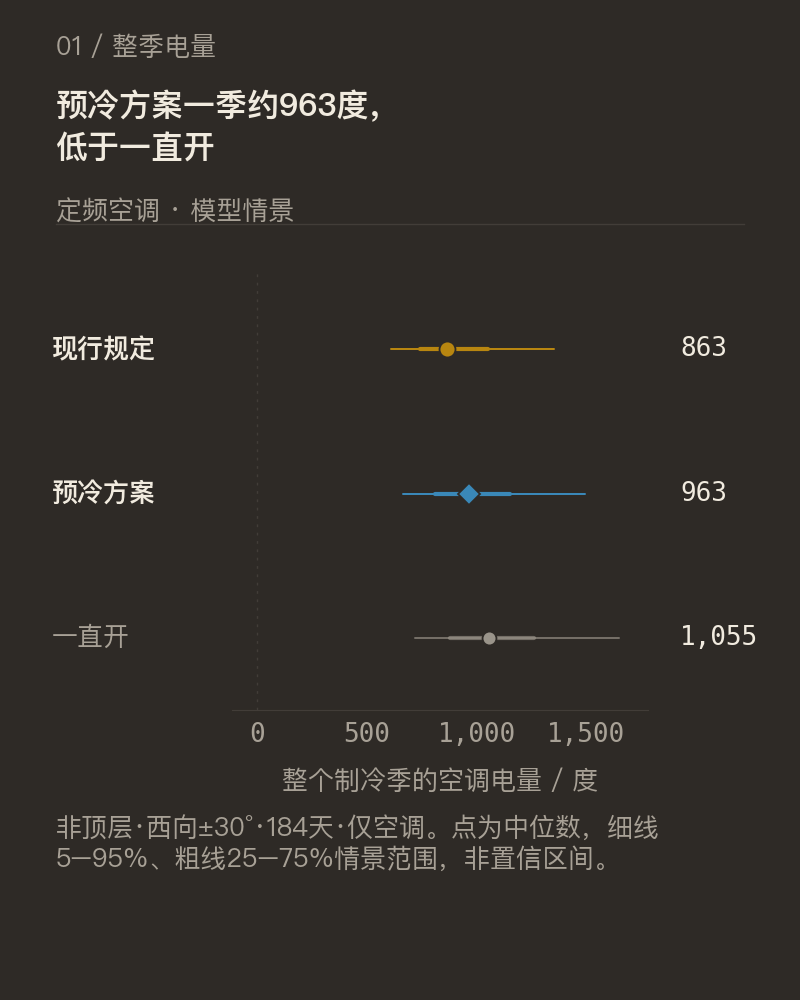 01 / 整季电量
预冷方案一季约963度，
低于一直开
定频空调 · 模型情景
现行规定 863
预冷方案 963
一直开 1,055
0 500 1,000 1,500
整个制冷季的空调电量 / 度
非顶层·西向±30°·184天·仅空调。点为中位数，细线
5—95%、粗线25—75%情景范围，非置信区间。